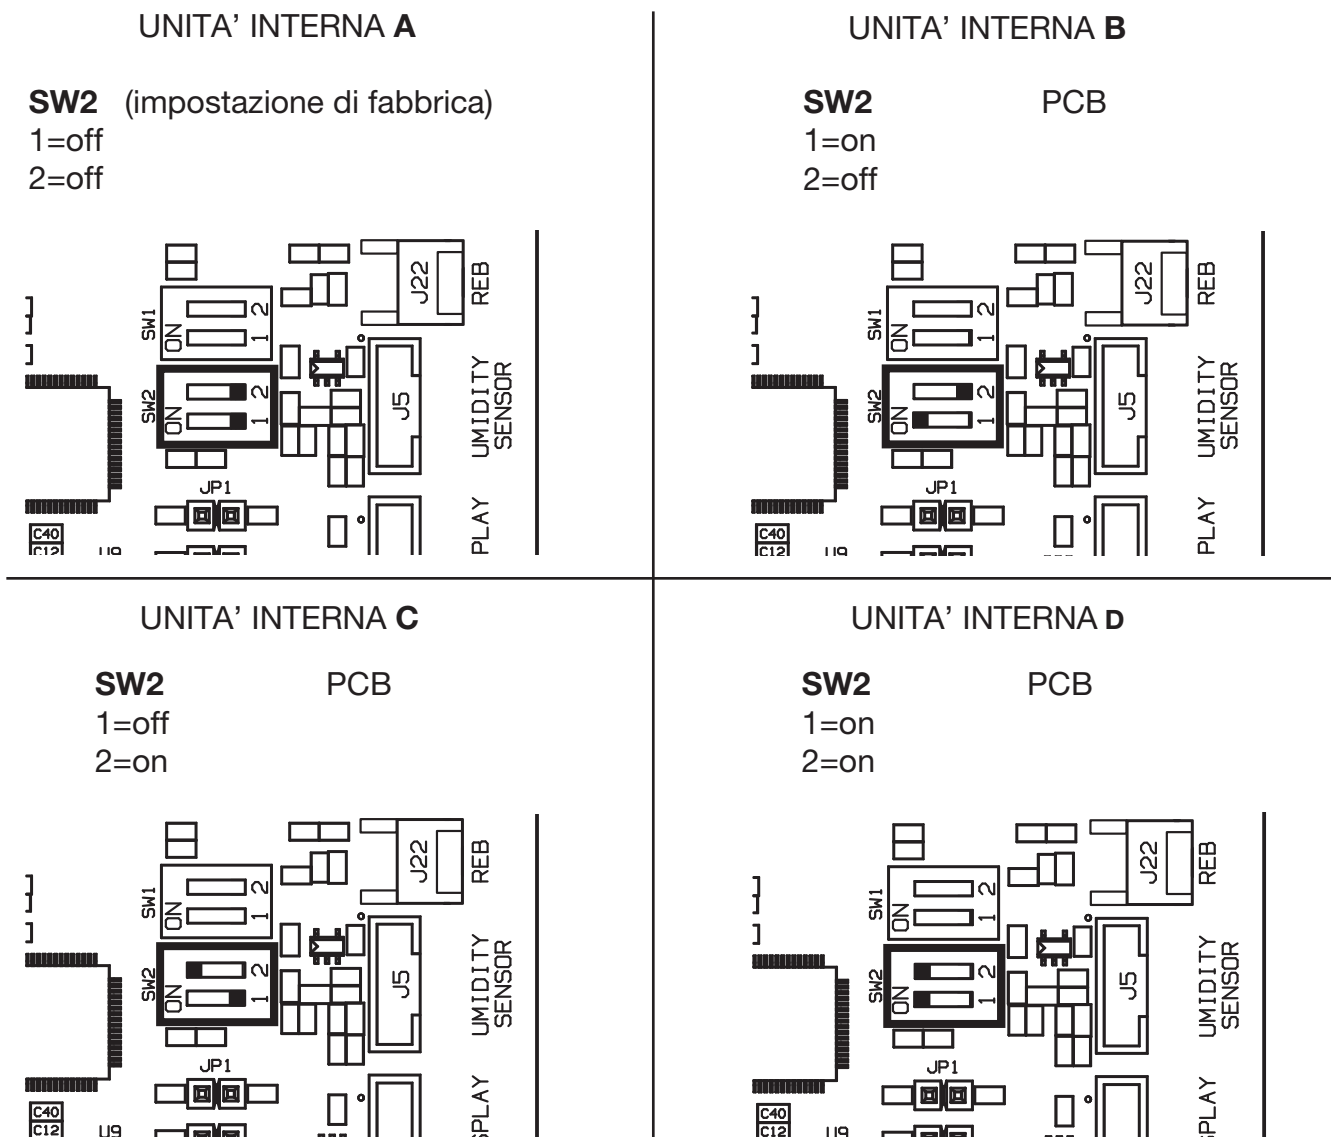 UNITA’ INTERNA A
SW2 (impostazione di fabbrica)
1=off
2=off
J22
REB
SW1
ON
2
1
SW2
ON
2
1
J5
UMIDITY
SENSOR
JP1
PLAY
C40
C12
U9
UNITA’ INTERNA B
SW2 PCB
1=on
2=off
J22
REB
SW1
ON
2
1
SW2
ON
2
1
J5
UMIDITY
SENSOR
JP1
PLAY
C40
C12
U9
UNITA’ INTERNA C
SW2 PCB
1=off
2=on
J22
REB
SW1
ON
2
1
SW2
ON
2
1
J5
UMIDITY
SENSOR
JP1
SPLAY
C40
C12
U9
UNITA’ INTERNA D
SW2 PCB
1=on
2=on
J22
REB
SW1
ON
2
1
SW2
ON
2
1
J5
UMIDITY
SENSOR
JP1
SPLAY
C40
C12
U9